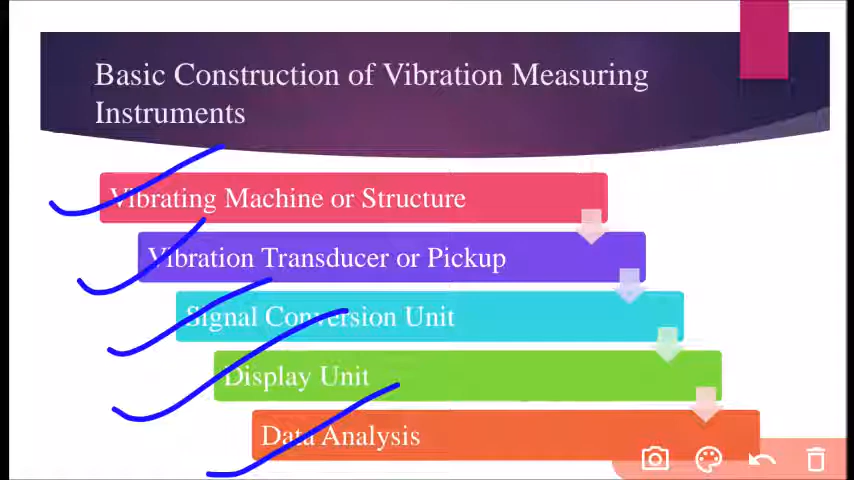 Basic Construction of Vibration Measuring
Instruments
Vibrating Machine or Structure
Vibration Transducer or Pickup
Signal Conversion Unit
Display Unit
Data Analysis